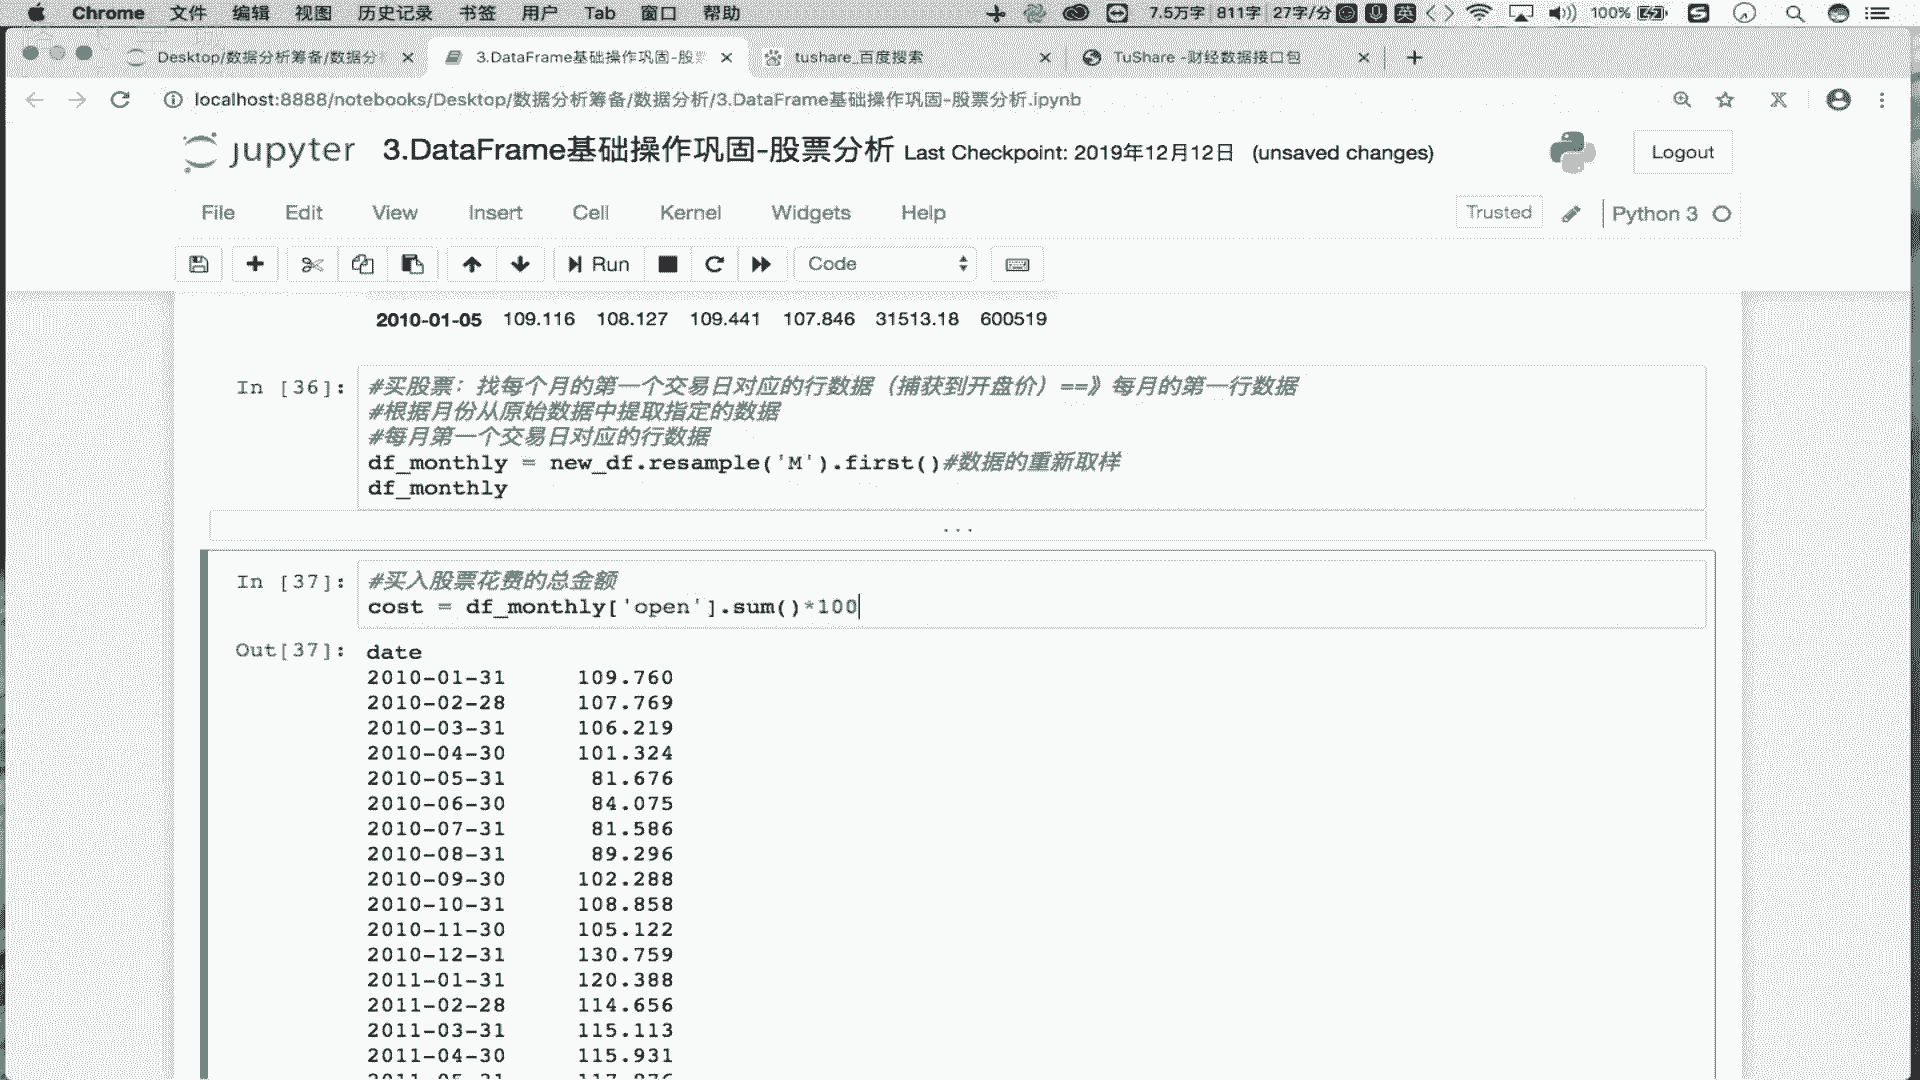 Chrome 文件 编辑 视图 历史记录 书签 用户 Tab 窗口 帮助 7.5万字 811字 27字/分 英 100%
Desktop/数据分析筹备/数据分 3.DataFrame基础操作巩固-股票 tushare_百度搜索 TuShare -财经数据接口包
localhost:8888/notebooks/Desktop/数据分析筹备/数据分析/3.DataFrame基础操作巩固-股票分析.ipynb
jupyter 3.DataFrame基础操作巩固-股票分析 Last Checkpoint: 2019年12月12日 (unsaved changes) Logout
File Edit View Insert Cell Kernel Widgets Help Trusted Python 3
Run Code
2010-01-05 109.116 108.127 109.441 107.846 31513.18 600519
In [36]: #买股票：找每个月的第一个交易日对应的行数据（捕获到开盘价）==》每月的第一行数据
#根据月份从原始数据中提取指定的数据
#每月第一个交易日对应的行数据
df_monthly = new_df.resample('M').first()#数据的重新取样
df_monthly
...
In [37]: #买入股票花费的总金额
cost = df_monthly['open'].sum()*100
Out[37]: date
2010-01-31 109.760
2010-02-28 107.769
2010-03-31 106.219
2010-04-30 101.324
2010-05-31 81.676
2010-06-30 84.075
2010-07-31 81.586
2010-08-31 89.296
2010-09-30 102.288
2010-10-31 108.858
2010-11-30 105.122
2010-12-31 130.759
2011-01-31 120.388
2011-02-28 114.656
2011-03-31 115.113
2011-04-30 115.931